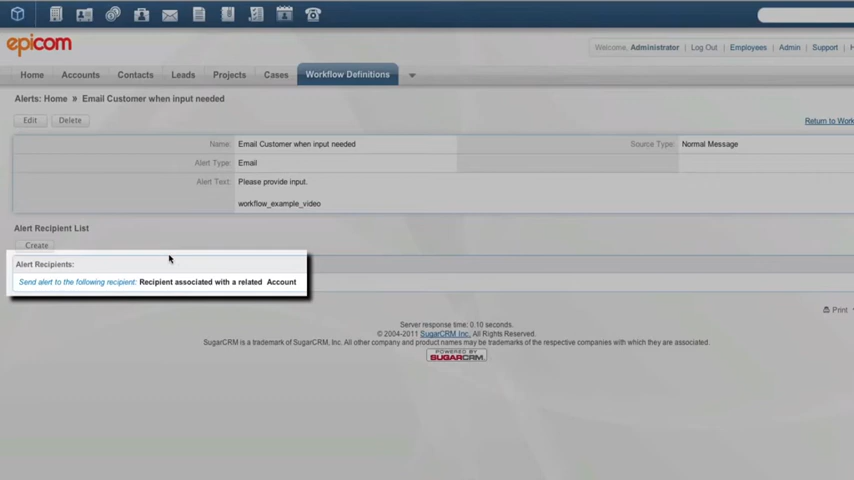 epicom
Welcome, Administrator | Log Out | Employees | Admin | Support |
Home Accounts Contacts Leads Projects Cases Workflow Definitions
Alerts: Home » Email Customer when input needed
Edit Delete Return to Work
Name: Email Customer when input needed Source Type: Normal Message
Alert Type: Email
Alert Text: Please provide input.
workflow_example_video
Alert Recipient List
Create
Alert Recipients:
Send alert to the following recipient: Recipient associated with a related Account
Print
Server response time: 0.10 seconds.
© 2004-2011 SugarCRM Inc. All Rights Reserved.
SugarCRM is a trademark of SugarCRM, Inc. All other company and product names may be trademarks of the respective companies with which they are associated.
POWERED BY
SUGARCRM